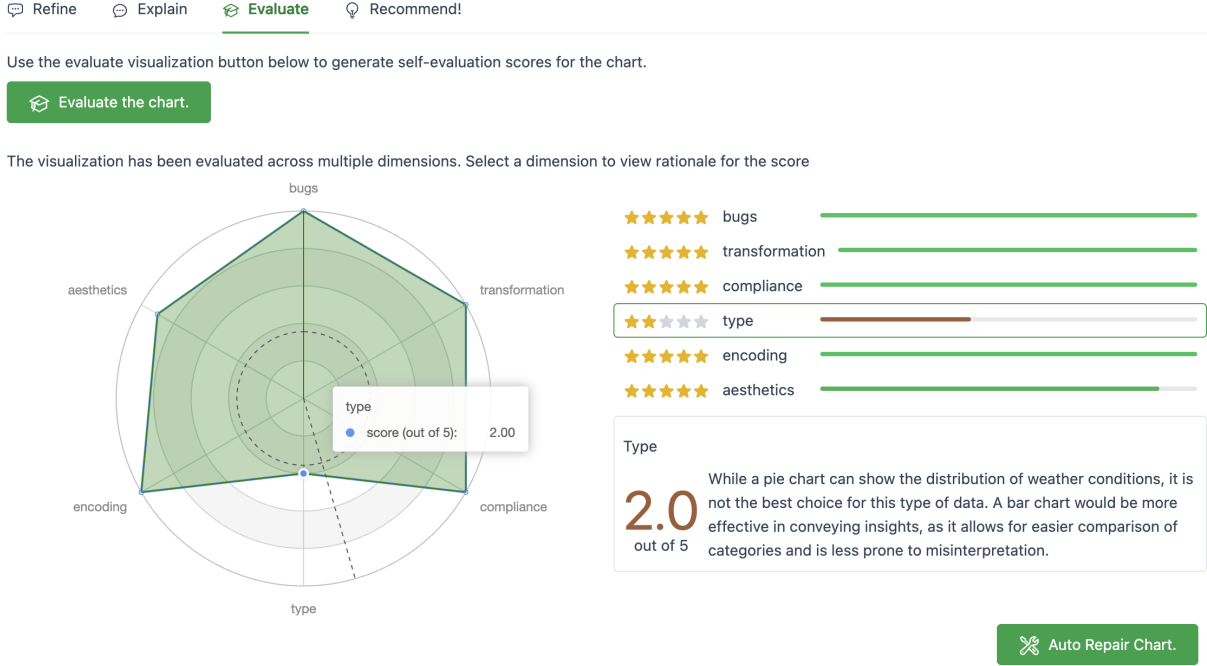 Refine Explain Evaluate Recommend!
Use the evaluate visualization button below to generate self-evaluation scores for the chart.
Evaluate the chart.
The visualization has been evaluated across multiple dimensions. Select a dimension to view rationale for the score
bugs
aesthetics
transformation
type
score (out of 5): 2.00
encoding
compliance
type
bugs
transformation
compliance
type
encoding
aesthetics
Type
2.0
out of 5
While a pie chart can show the distribution of weather conditions, it is
not the best choice for this type of data. A bar chart would be more
effective in conveying insights, as it allows for easier comparison of
categories and is less prone to misinterpretation.
Auto Repair Chart.